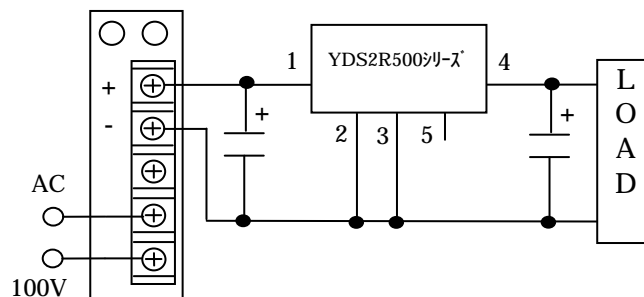 YDS2R500ｼﾘｰｽﾞ
1
4
+
+
+
-
2
3
5
L
O
A
D
AC
100V